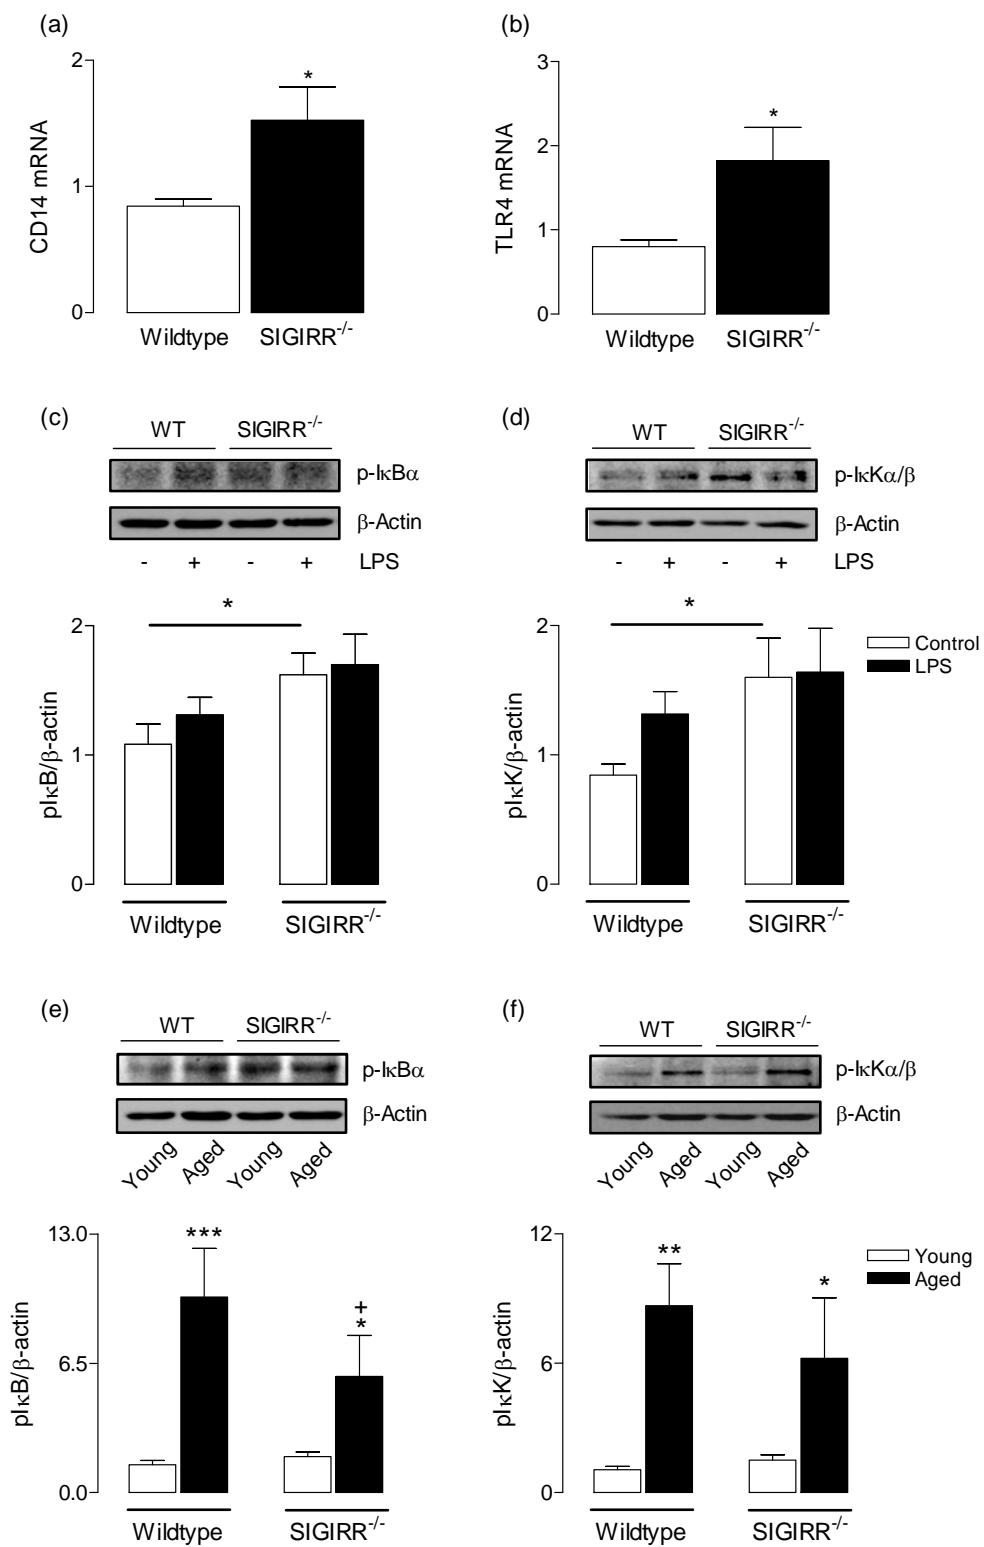 (a)
2
1
0
CD14 mRNA
*
Wildtype
SIGIRR-/-
(b)
3
2
1
0
TLR4 mRNA
*
Wildtype
SIGIRR-/-
(c)
WT
SIGIRR-/-
p-IκBα
β-Actin
- + - + LPS
*
2
1
0
pIκB/β-actin
Wildtype
SIGIRR-/-
(d)
WT
SIGIRR-/-
p-IκKα/β
β-Actin
- + - + LPS
*
2
1
0
pIκK/β-actin
Control
LPS
Wildtype
SIGIRR-/-
(e)
WT
SIGIRR-/-
p-IκBα
β-Actin
Young Aged Young Aged
13.0
6.5
0.0
pIκB/β-actin
***
+
*
Wildtype
SIGIRR-/-
(f)
WT
SIGIRR-/-
p-IκKα/β
β-Actin
Young Aged Young Aged
12
6
0
pIκK/β-actin
**
*
Young
Aged
Wildtype
SIGIRR-/-